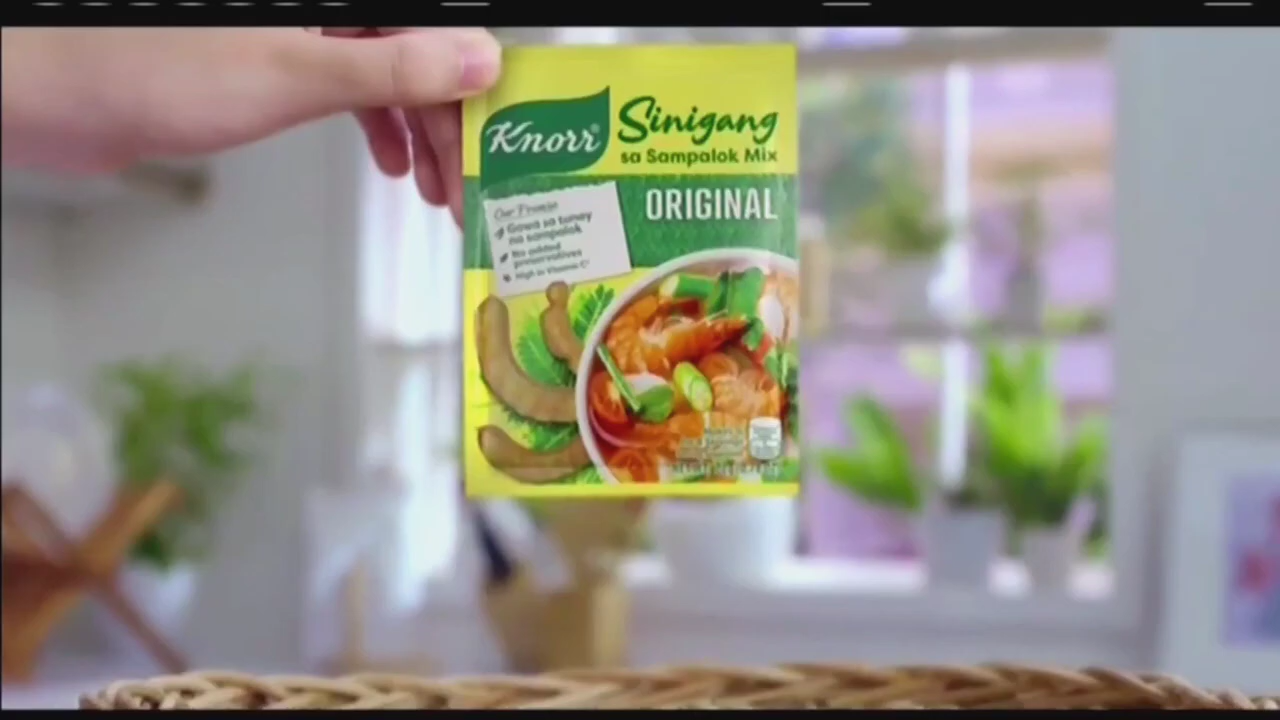 Knorr®
Sinigang
sa Sampalok Mix
ORIGINAL
Our Promise
Gawa sa tunay
na sampalok
No added
preservatives
High in Vitamin C